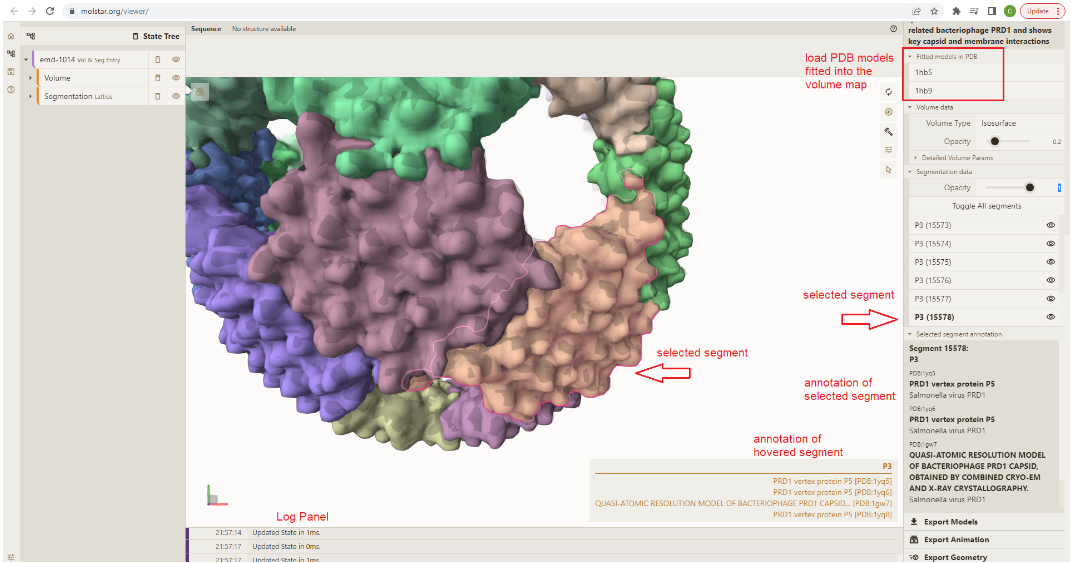 molstar.org/viewer/
C
Update
related bacteriophage PRD1 and shows
key capsid and membrane interactions
State Tree
Sequence
No structure available
emd-1014 Vol & Seg Entry
Volume
Segmentation Lattice
load PDB models
fitted into the
volume map
Fitted models in PDB
1hb5
1hb9
Volume data
Volume Type
Isosurface
Opacity
0.2
Detailed Volume Params
Segmentation data
Opacity
1
Toggle All segments
P3 (15573)
P3 (15574)
P3 (15575)
P3 (15576)
P3 (15577)
P3 (15578)
selected segment
selected segment
annotation of
selected segment
Selected segment annotation
Segment 15578:
P3
PDB:1yq5
PRD1 vertex protein P5
Salmonella virus PRD1
PDB:1yq6
PRD1 vertex protein P5
Salmonella virus PRD1
PDB:1gw7
QUASI-ATOMIC RESOLUTION MODEL
OF BACTERIOPHAGE PRD1 CAPSID,
OBTAINED BY COMBINED CRYO-EM
AND X-RAY CRYSTALLOGRAPHY.
Salmonella virus PRD1
annotation of
hovered segment
P3
PRD1 vertex protein P5 [PDB:1yq5]
PRD1 vertex protein P5 [PDB:1yq6]
QUASI-ATOMIC RESOLUTION MODEL OF BACTERIOPHAGE PRD1 CAPSID... [PDB:1gw7]
PRD1 vertex protein P5 [PDB:1yq8]
Log Panel
21:57:14 Updated State in 1ms.
21:57:17 Updated State in 0ms.
21:57:17 Updated State in 1ms.
Export Models
Export Animation
Export Geometry